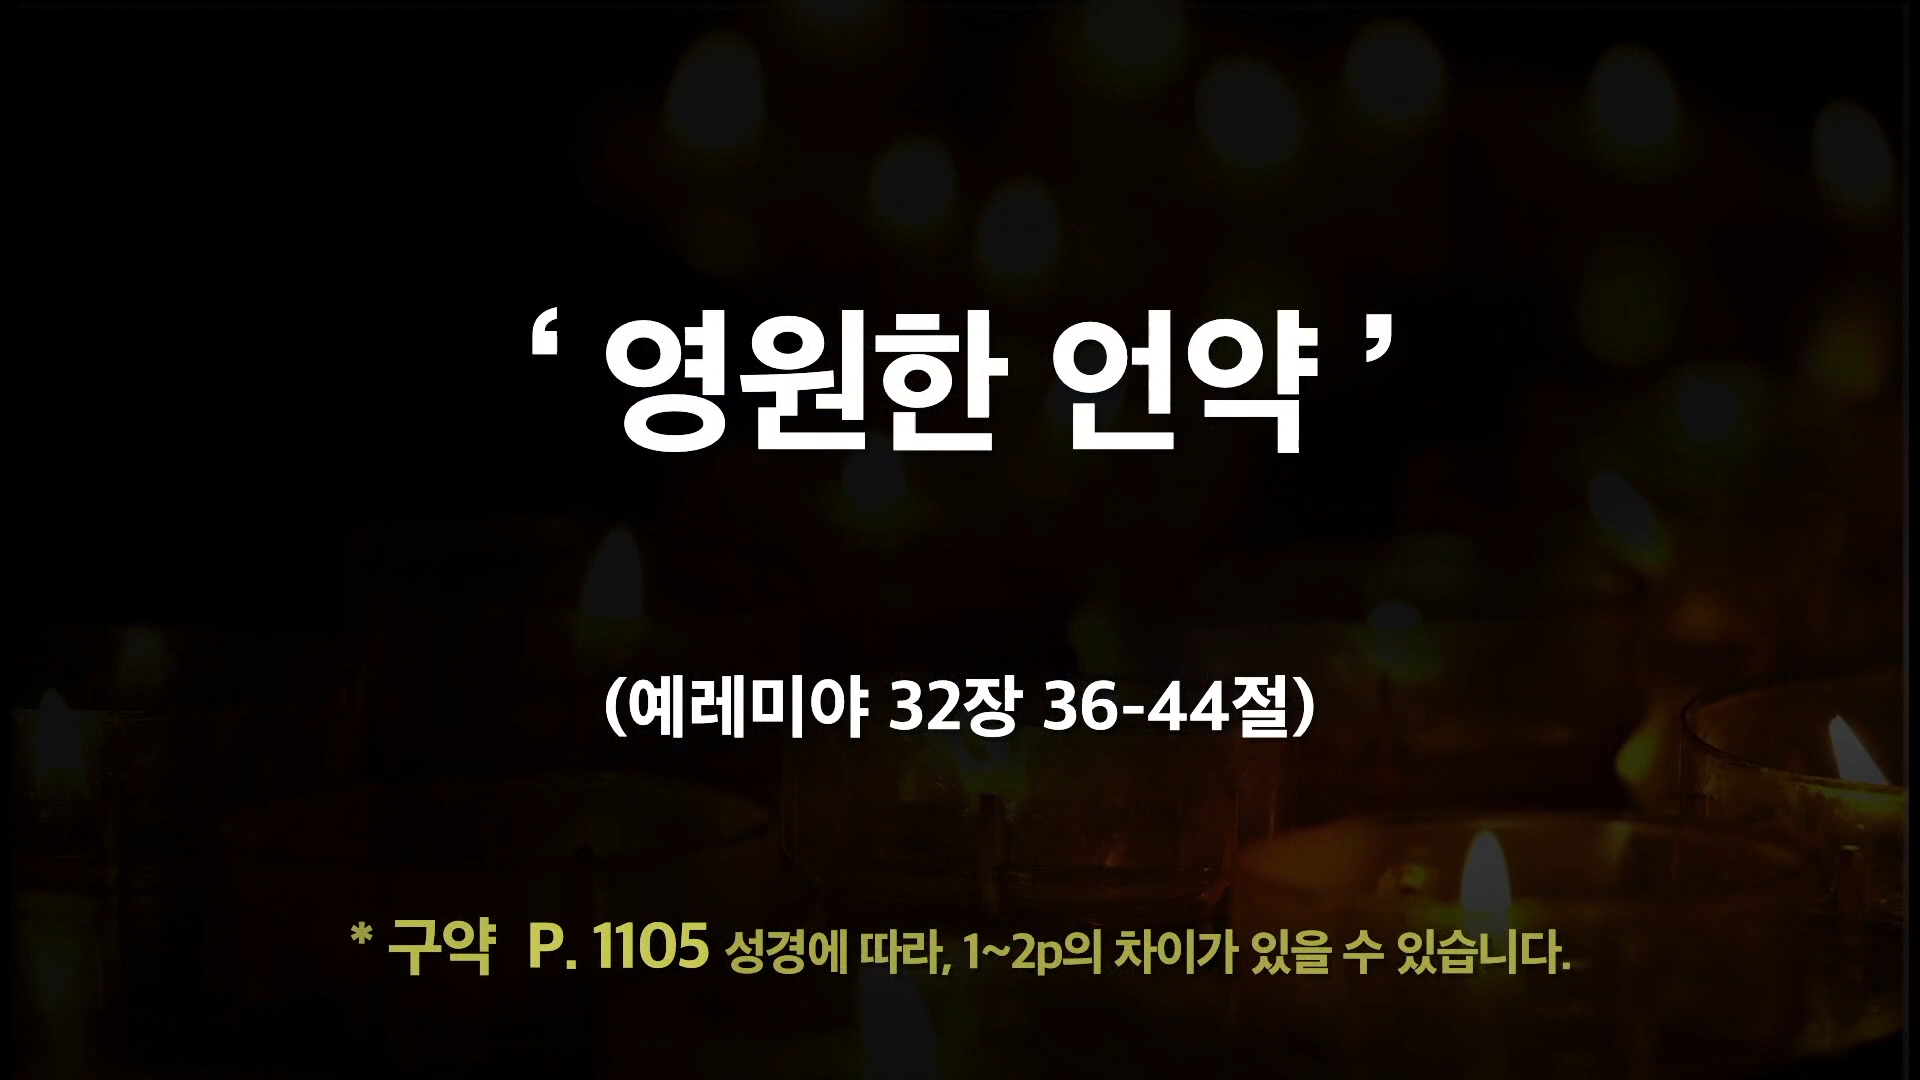 ‘ 영원한 언약 ’
(예레미야 32장 36-44절)
* 구약 P. 1105 성경에 따라, 1~2p의 차이가 있을 수 있습니다.